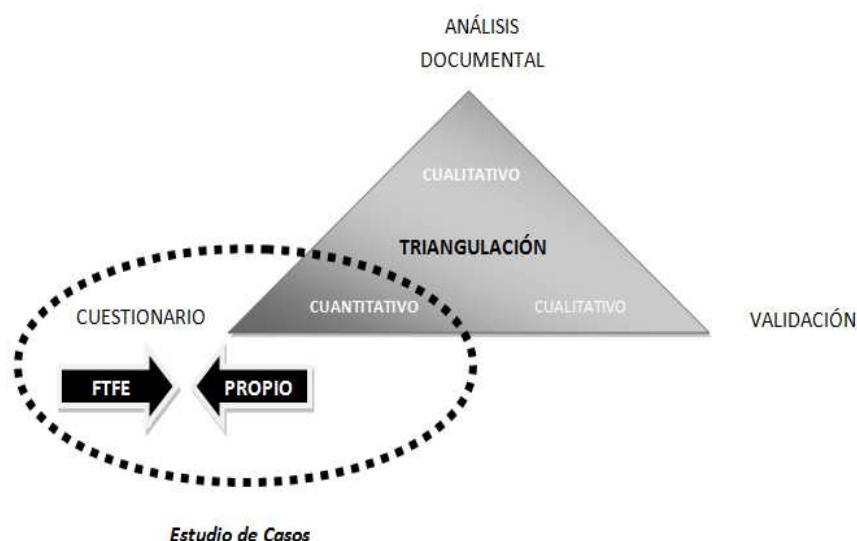 ANÁLISIS
DOCUMENTAL
CUALITATIVO
TRIANGULACIÓN
CUESTIONARIO
CUANTITATIVO
CUALITATIVO
VALIDACIÓN
FTFE
PROPIO
Estudio de Casos